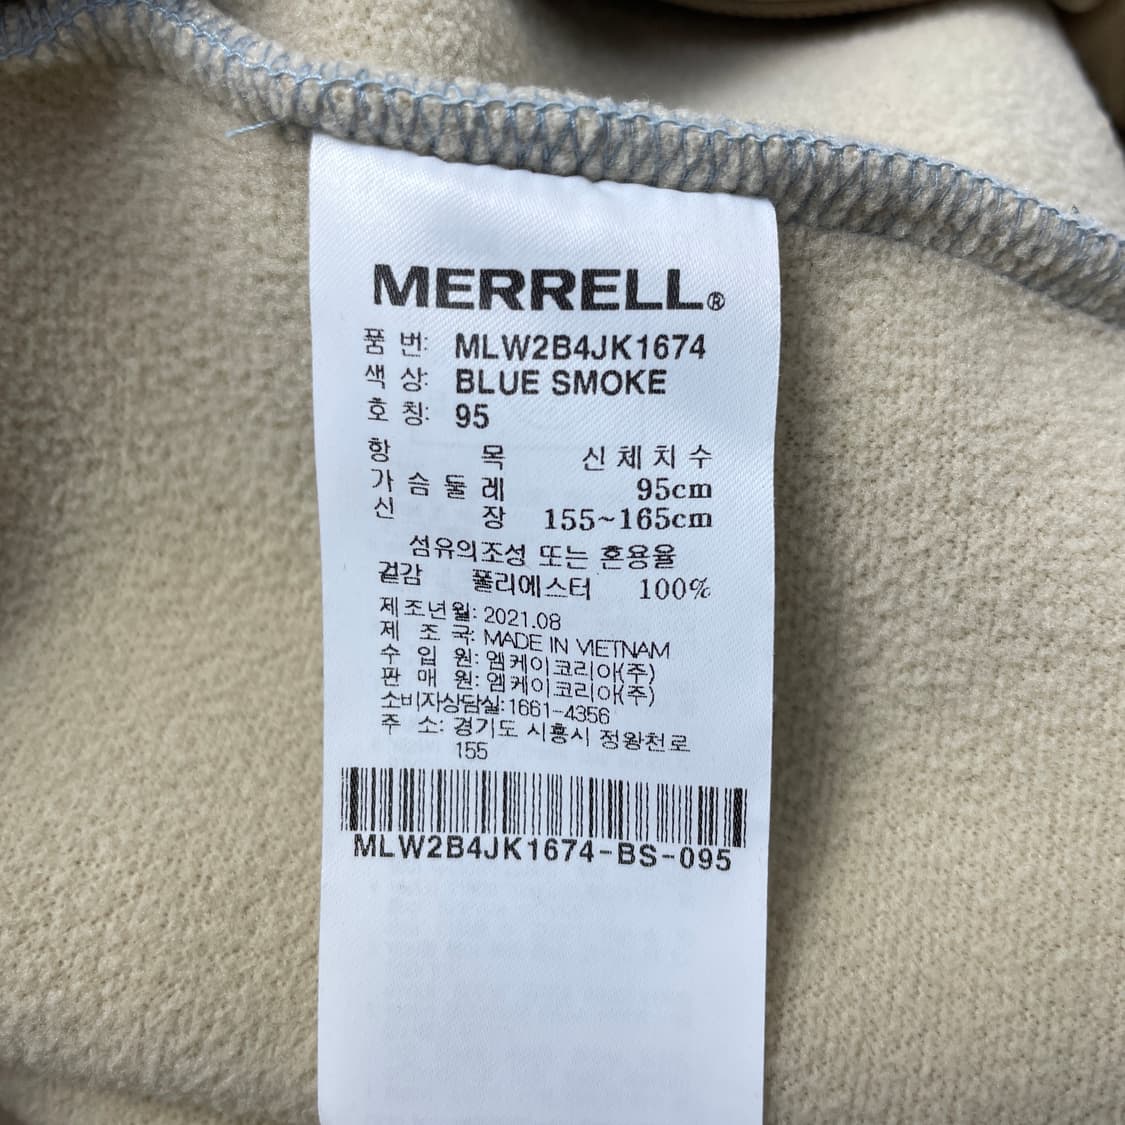 MERRELL®
품 번: MLW2B4JK1674
색 상: BLUE SMOKE
호 칭: 95
항 목 신 체 치 수
가 슴 둘 레 95cm
신 장 155~165cm
섬유의조성 또는 혼용율
겉감 폴리에스터 100%
제조년월: 2021.08
제 조 국: MADE IN VIETNAM
수 입 원: 엠케이코리아(주)
판 매 원: 엠케이코리아(주)
소비자상담실:1661-4356
주 소: 경기도 시흥시 정왕천로
155
MLW2B4JK1674-BS-095